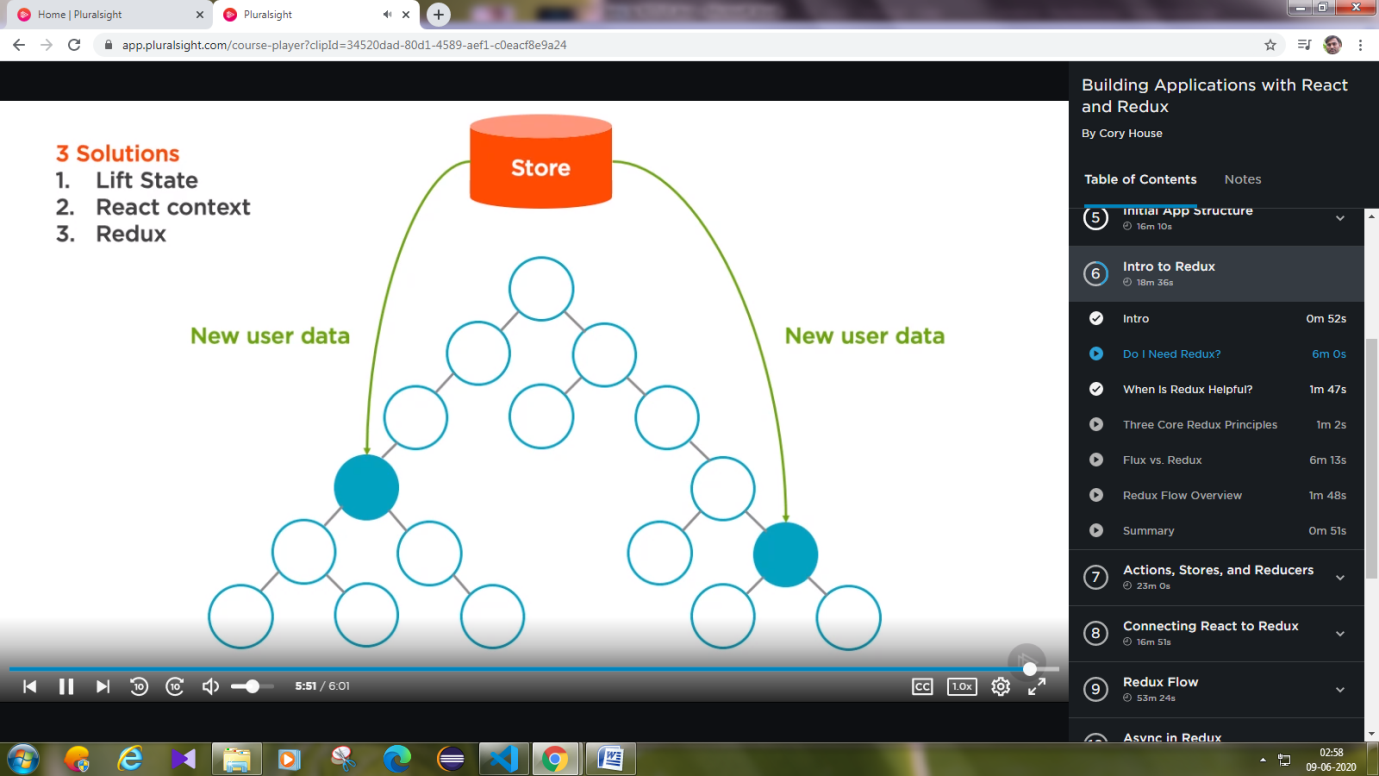 Home | Pluralsight
Pluralsight
app.pluralsight.com/course-player?clipId=34520dad-80d1-4589-aef1-c0eacf8e9a24
3 Solutions
1. Lift State
2. React context
3. Redux
Store
New user data
New user data
10
10
5:51 / 6:01
CC
1.0x
Building Applications with React
and Redux
By Cory House
Table of Contents
Notes
5
Initial App Structure
16m 10s
6
Intro to Redux
18m 36s
Intro 0m 52s
Do I Need Redux? 6m 0s
When Is Redux Helpful? 1m 47s
Three Core Redux Principles 1m 2s
Flux vs. Redux 6m 13s
Redux Flow Overview 1m 48s
Summary 0m 51s
7
Actions, Stores, and Reducers
23m 0s
8
Connecting React to Redux
16m 51s
9
Redux Flow
53m 24s
Async in Redux
02:58
09-06-2020